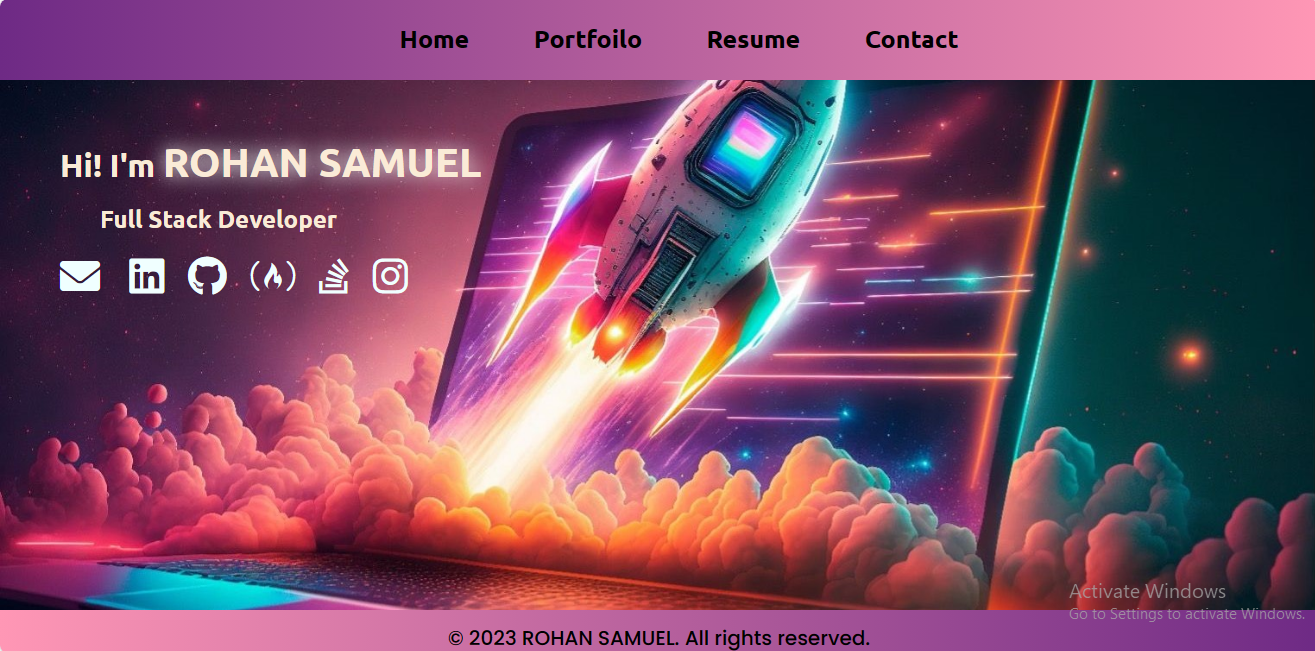 Home Portfoilo Resume Contact
Hi! I'm ROHAN SAMUEL
Full Stack Developer
Activate Windows
Go to Settings to activate Windows.
© 2023 ROHAN SAMUEL. All rights reserved.